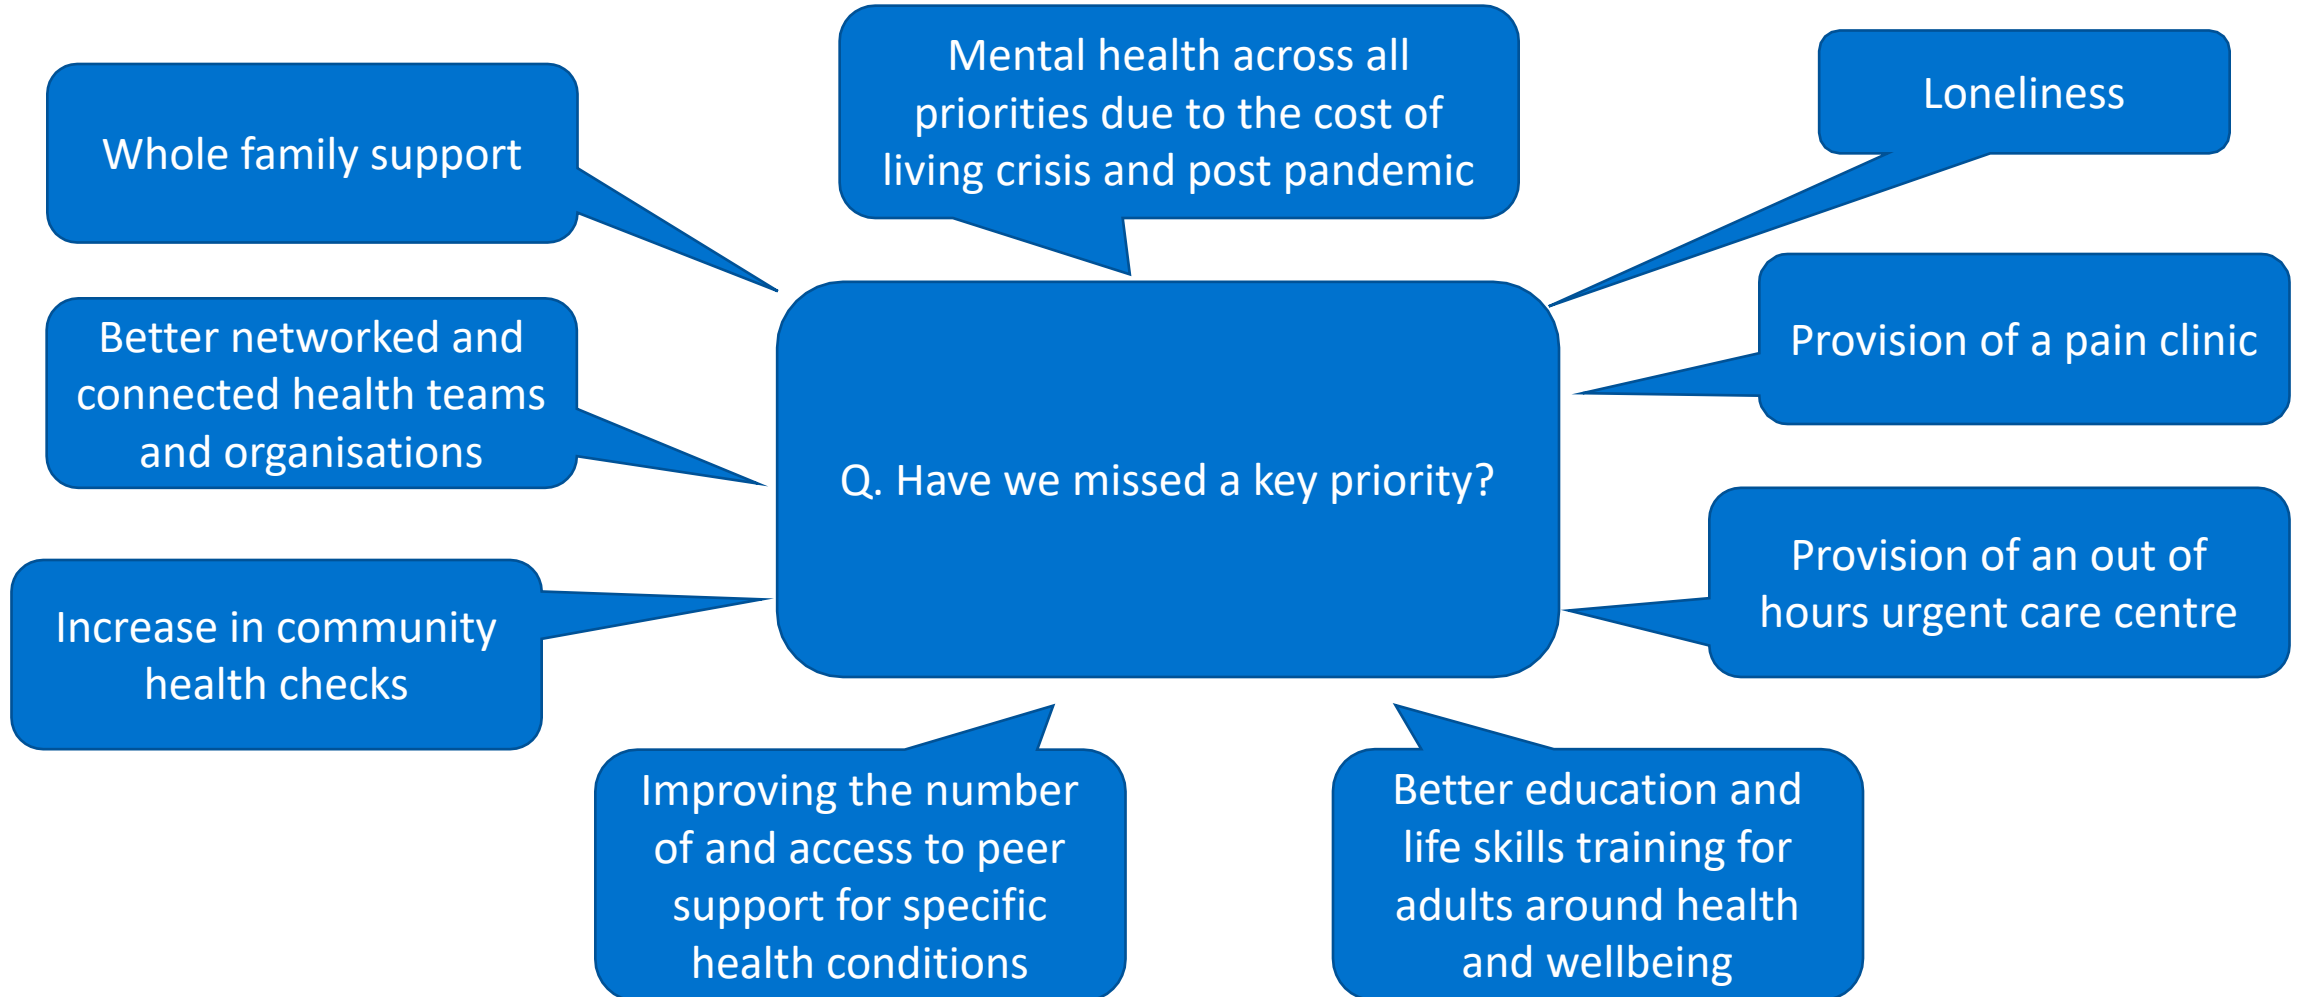 Mental health across all
priorities due to the cost of
living crisis and post pandemic
Loneliness
Whole family support
Better networked and
connected health teams
and organisations
Provision of a pain clinic
Q. Have we missed a key priority?
Provision of an out of
hours urgent care centre
Increase in community
health checks
Improving the number
of and access to peer
support for specific
health conditions
Better education and
life skills training for
adults around health
and wellbeing